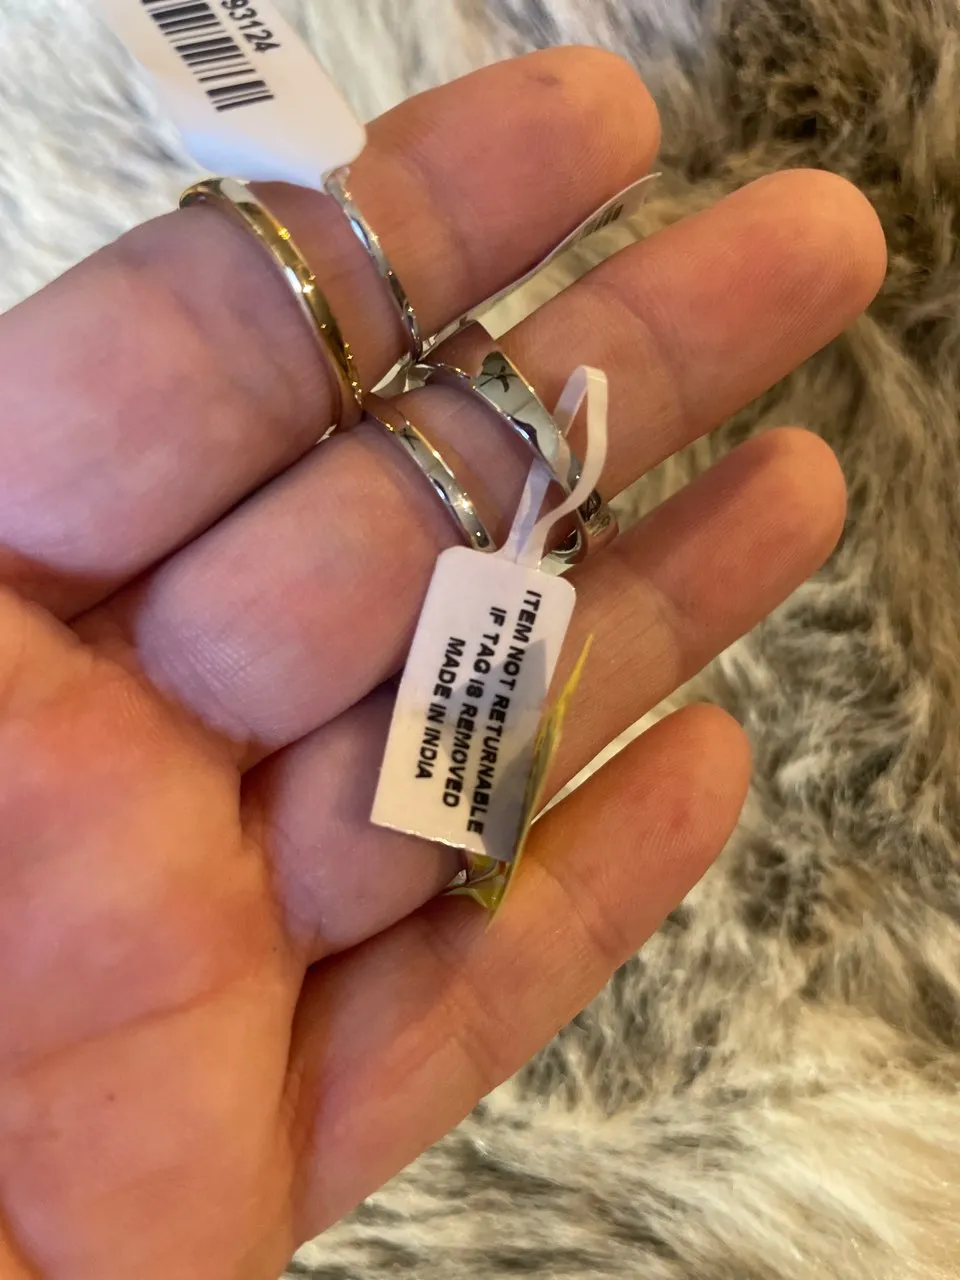 93124
ITEM NOT RETURNABLE
IF TAG IS REMOVED
MADE IN INDIA